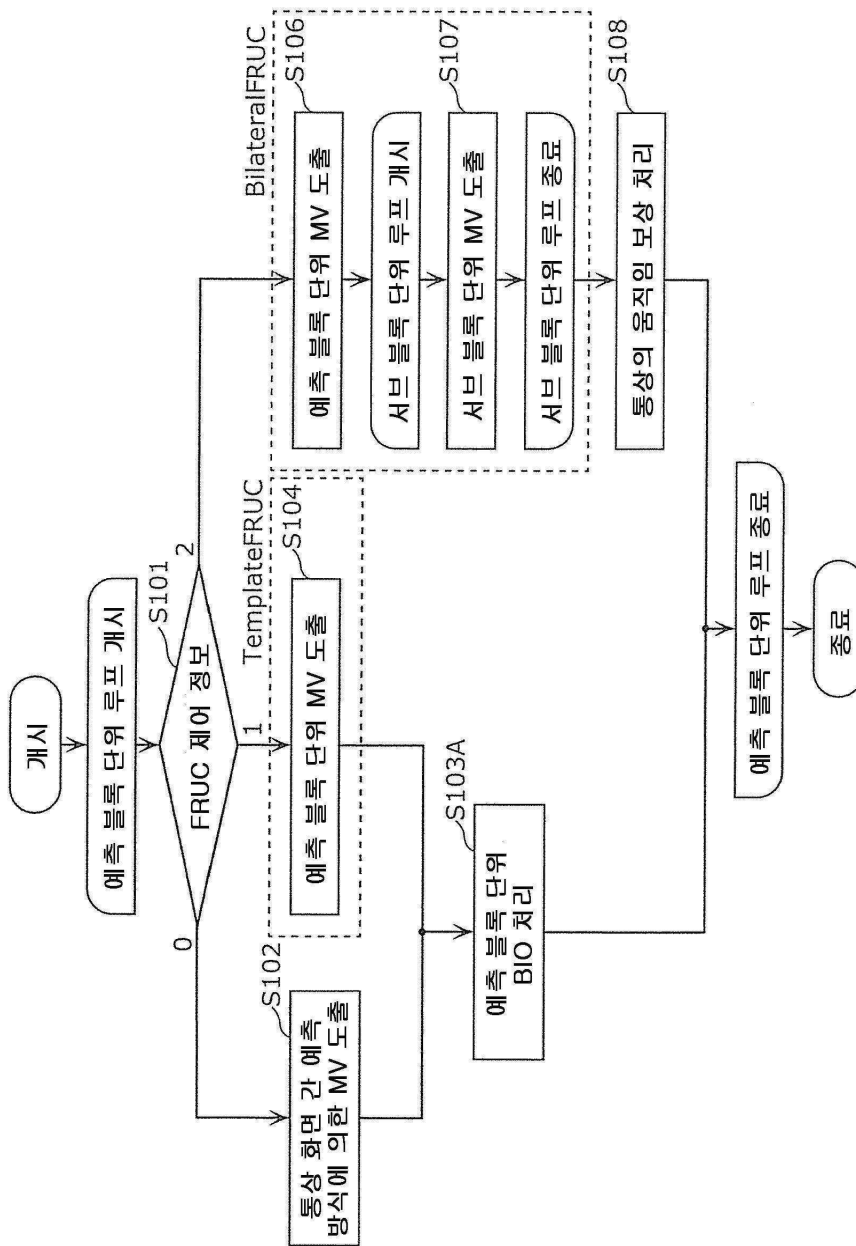 개시
예측 블록 단위 루프 개시
S101
FRUC 제어 정보
0
1
2
S102
통상 화면 간 예측
방식에 의한 MV 도출
TemplateFRUC
S104
예측 블록 단위 MV 도출
BilateralFRUC
S106
예측 블록 단위 MV 도출
서브 블록 단위 루프 개시
S107
서브 블록 단위 MV 도출
서브 블록 단위 루프 종료
S103A
예측 블록 단위
BIO 처리
S108
통상의 움직임 보상 처리
예측 블록 단위 루프 종료
종료